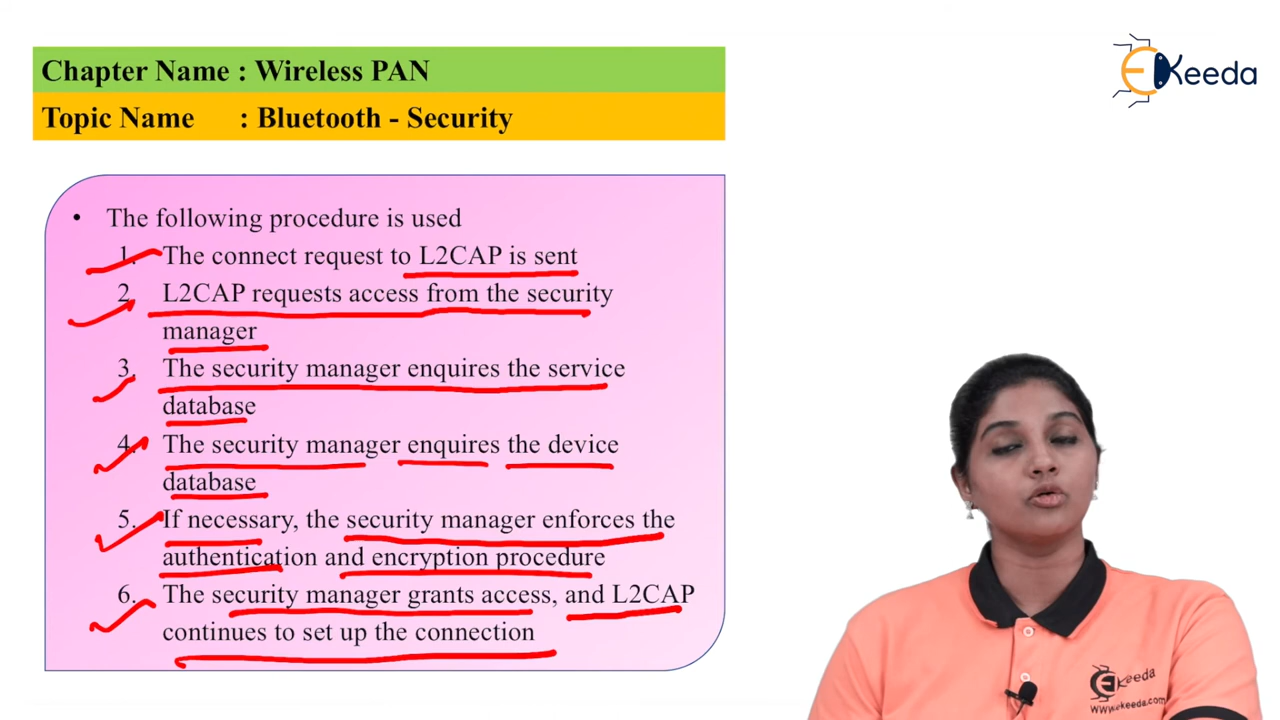 Chapter Name : Wireless PAN
Topic Name : Bluetooth - Security
EKeeda
• The following procedure is used
1. The connect request to L2CAP is sent
2. L2CAP requests access from the security
manager
3. The security manager enquires the service
database
4. The security manager enquires the device
database
5. If necessary, the security manager enforces the
authentication and encryption procedure
6. The security manager grants access, and L2CAP
continues to set up the connection
EKeeda
www.ekeeda.com